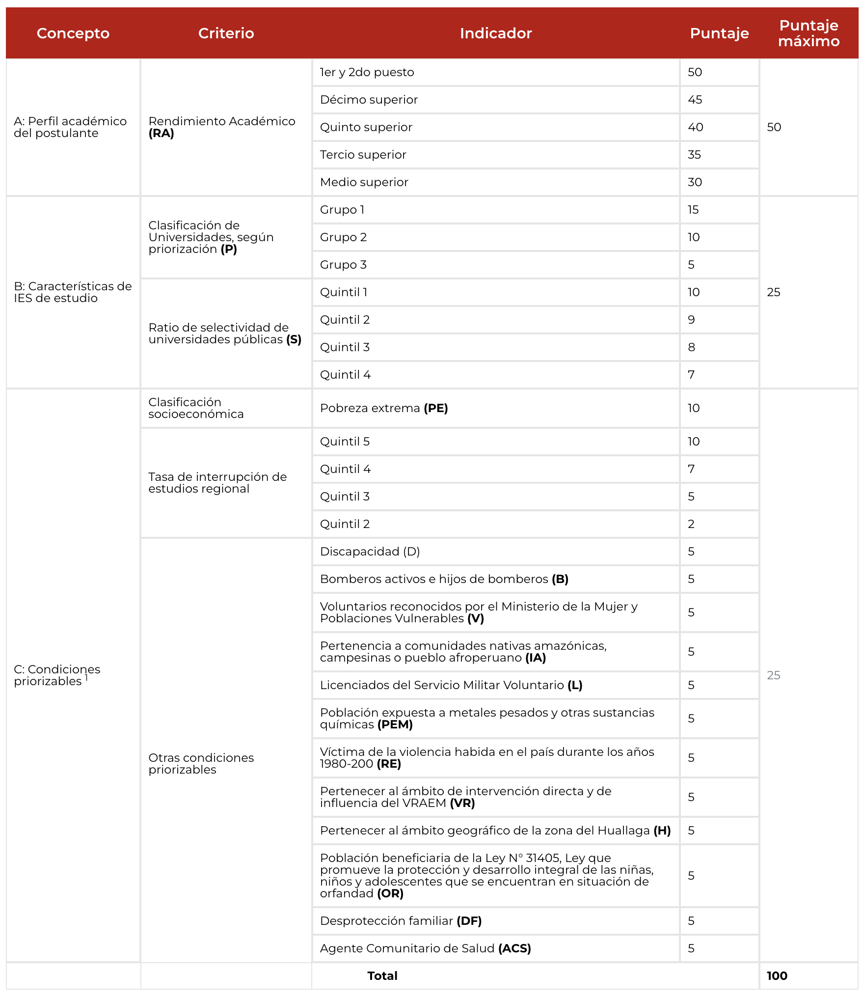 Concepto
Criterio
Indicador
Puntaje
Puntaje
máximo
A: Perfil académico
del postulante
Rendimiento Académico
(RA)
1er y 2do puesto
50
Décimo superior
45
Quinto superior
40
Tercio superior
35
Medio superior
30
50
B: Características de
IES de estudio
Clasificación de
Universidades, según
priorización (P)
Grupo 1
15
Grupo 2
10
Grupo 3
5
Ratio de selectividad de
universidades públicas (S)
Quintil 1
10
Quintil 2
9
Quintil 3
8
Quintil 4
7
25
C: Condiciones
priorizables 1
Clasificación
socioeconómica
Pobreza extrema (PE)
10
Tasa de interrupción de
estudios regional
Quintil 5
10
Quintil 4
7
Quintil 3
5
Quintil 2
2
Otras condiciones
priorizables
Discapacidad (D)
5
Bomberos activos e hijos de bomberos (B)
5
Voluntarios reconocidos por el Ministerio de la Mujer y
Poblaciones Vulnerables (V)
5
Pertenencia a comunidades nativas amazónicas,
campesinas o pueblo afroperuano (IA)
5
Licenciados del Servicio Militar Voluntario (L)
5
Población expuesta a metales pesados y otras sustancias
químicas (PEM)
5
Víctima de la violencia habida en el país durante los años
1980-200 (RE)
5
Pertenecer al ámbito de intervención directa y de
influencia del VRAEM (VR)
5
Pertenecer al ámbito geográfico de la zona del Huallaga (H)
5
Población beneficiaria de la Ley N° 31405, Ley que
promueve la protección y desarrollo integral de las niñas,
niños y adolescentes que se encuentran en situación de
orfandad (OR)
5
Desprotección familiar (DF)
5
Agente Comunitario de Salud (ACS)
5
25
Total
100